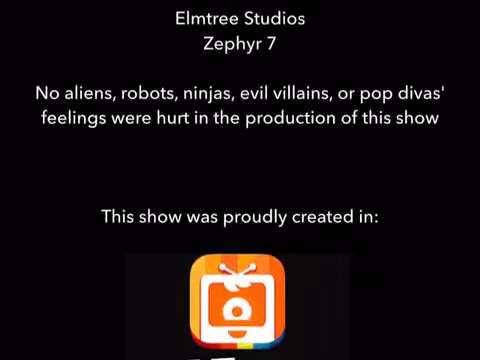 Elmtree Studios
Zephyr 7
No aliens, robots, ninjas, evil villains, or pop divas'
feelings were hurt in the production of this show
This show was proudly created in: